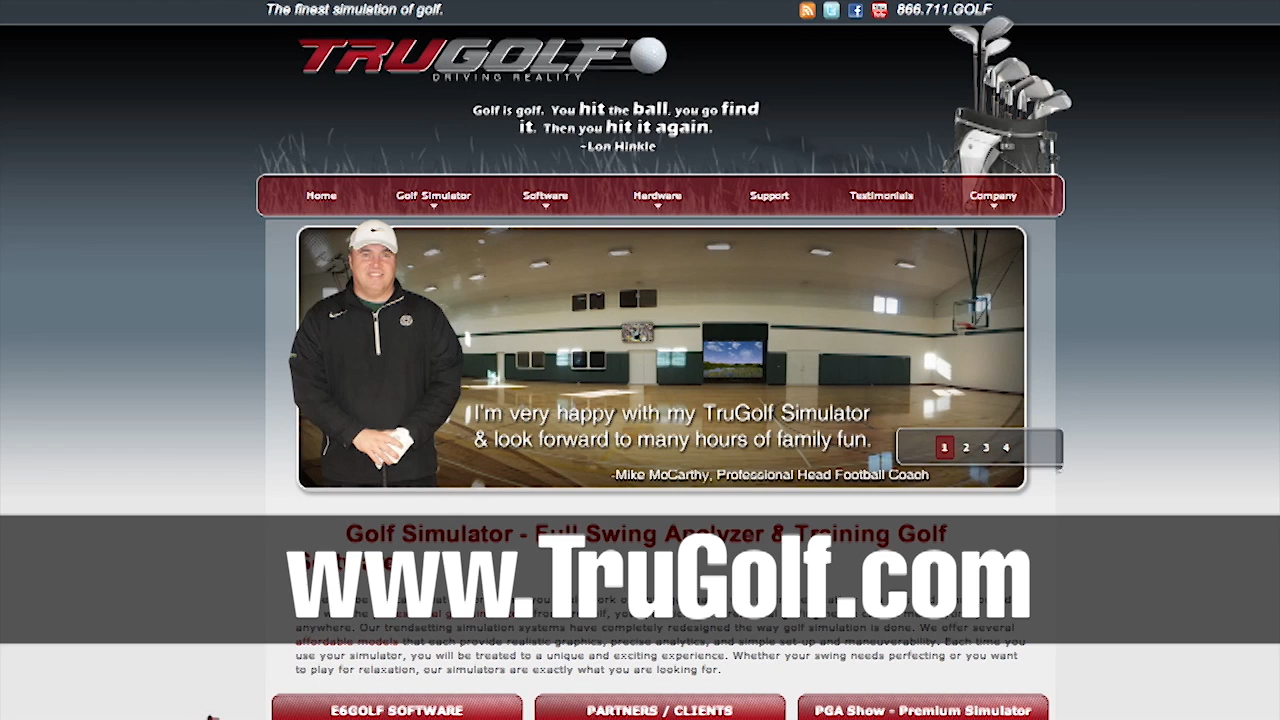 The finest simulation of golf.
866.711.GOLF
TRUGOLF
DRIVING REALITY
Golf is golf. You hit the ball, you go find
it. Then you hit it again.
-Lon Hinkle
Home Golf Simulator Software Hardware Support Testimonials Company
I'm very happy with my TruGolf Simulator
& look forward to many hours of family fun.
-Mike McCarthy, Professional Head Football Coach
1 2 3 4
Golf Simulator - Full Swing Analyzer & Training Golf
www.TruGolf.com
anywhere. Our trendsetting simulation systems have completely redesigned the way golf simulation is done. We offer several
affordable models that each provide realistic graphics, precise analytics, and simple set-up and maneuverability. Each time you
use your simulator, you will be treated to a unique and exciting experience. Whether your swing needs perfecting or you want
to play for relaxation, our simulators are exactly what you are looking for.
E6GOLF SOFTWARE
PARTNERS / CLIENTS
PGA Show - Premium Simulator